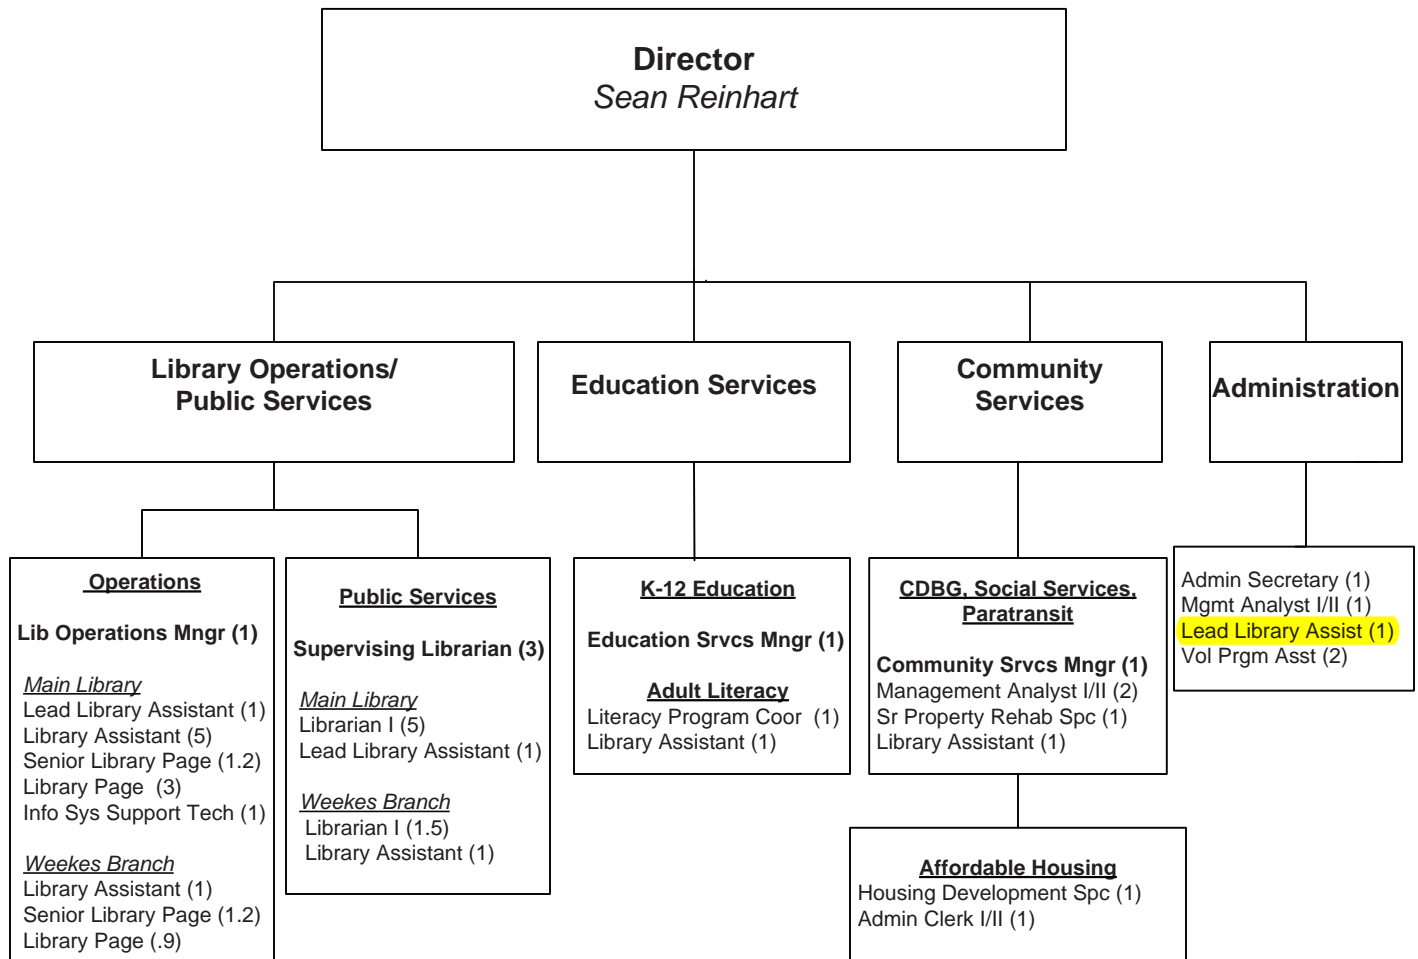 Director
Sean Reinhart
Library Operations/
Public Services
Education Services
Community
Services
Administration
Operations
Lib Operations Mngr (1)
Main Library
Lead Library Assistant (1)
Library Assistant (5)
Senior Library Page (1.2)
Library Page (3)
Info Sys Support Tech (1)
Weekes Branch
Library Assistant (1)
Senior Library Page (1.2)
Library Page (.9)
Public Services
Supervising Librarian (3)
Main Library
Librarian I (5)
Lead Library Assistant (1)
Weekes Branch
Librarian I (1.5)
Library Assistant (1)
K-12 Education
Education Srvcs Mngr (1)
Adult Literacy
Literacy Program Coor (1)
Library Assistant (1)
CDBG, Social Services,
Paratransit
Community Srvcs Mngr (1)
Management Analyst I/II (2)
Sr Property Rehab Spc (1)
Library Assistant (1)
Affordable Housing
Housing Development Spc (1)
Admin Clerk I/II (1)
Admin Secretary (1)
Mgmt Analyst I/II (1)
Lead Library Assist (1)
Vol Prgm Asst (2)